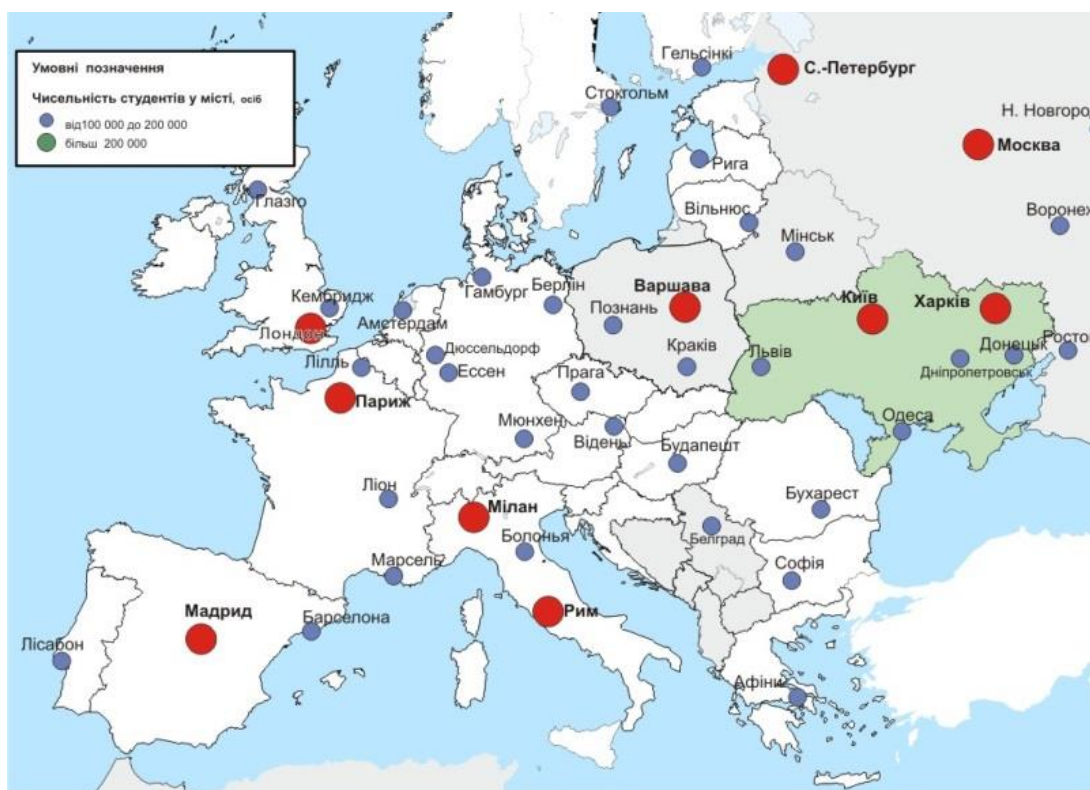 Умовні позначення
Чисельність студентів у місті, осіб
від100 000 до 200 000
більш 200 000
Гельсінкі
С.-Петербург
Стокгольм
Н. Новгород
Москва
Рига
Глазго
Вільнюс
Мінськ
Воронеж
Гамбург
Берлін
Варшава
Київ
Харків
Кембридж
Амстердам
Познань
Лондон
Дюссельдорф
Лілль
Ессен
Краків
Львів
Донецьк
Росто
Дніпропетровськ
Прага
Париж
Мюнхен
Відень
Будапешт
Одеса
Ліон
Мілан
Бухарест
Болонья
Белград
Марсель
Софія
Мадрид
Барселона
Рим
Лісабон
Афіни